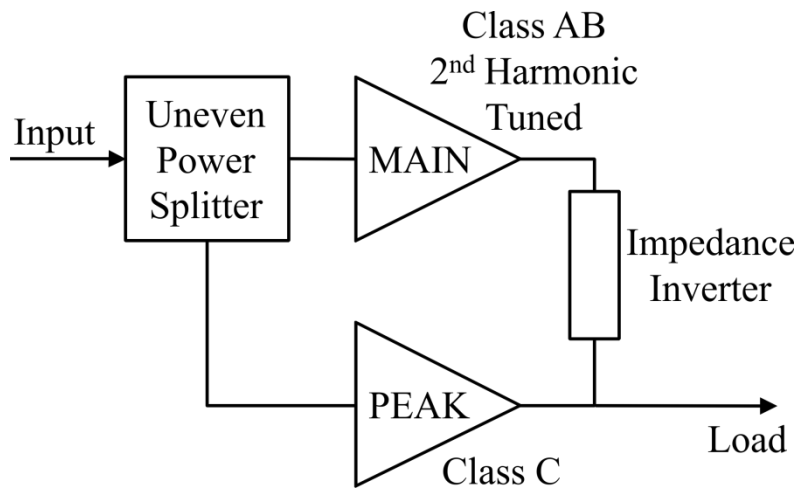 Input
Uneven
Power
Splitter
MAIN
Class AB
2nd Harmonic
Tuned
Impedance
Inverter
PEAK
Class C
Load